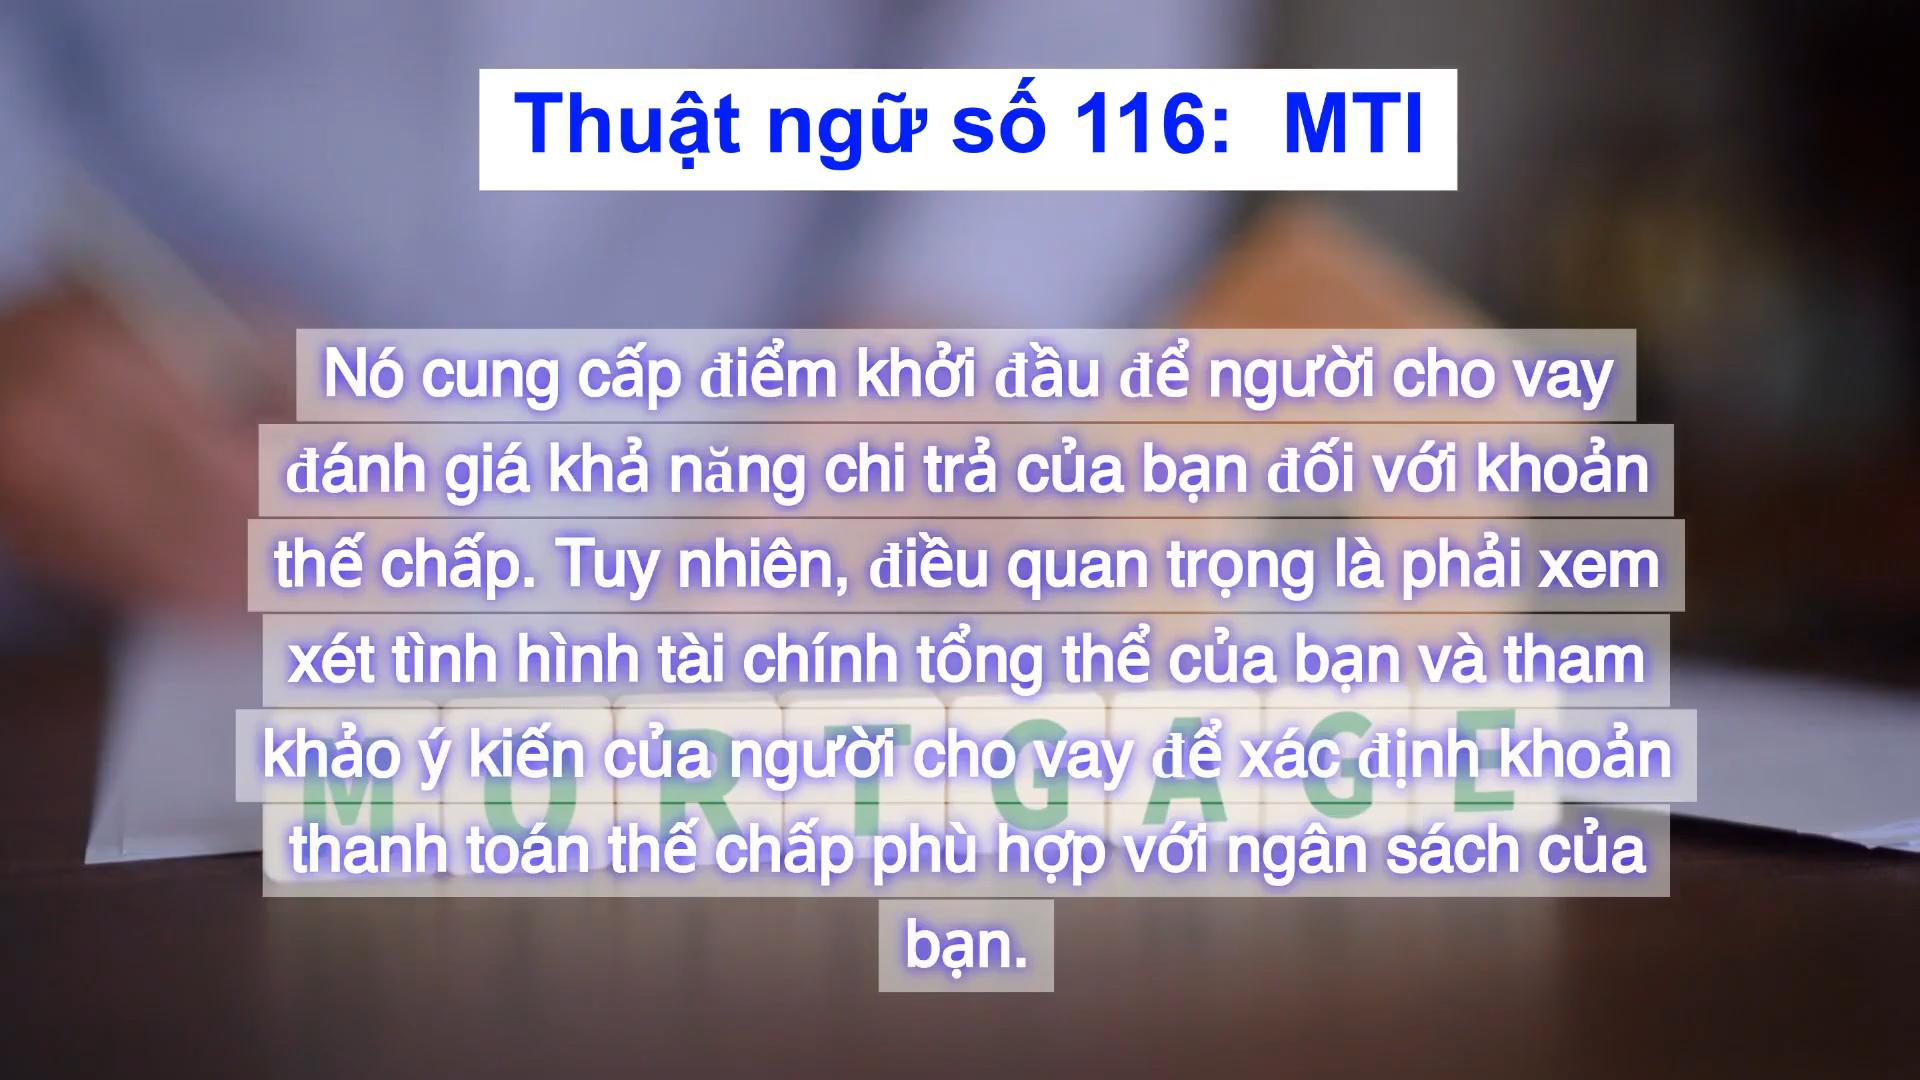 Thuật ngữ số 116: MTI
Nó cung cấp điểm khởi đầu để người cho vay
đánh giá khả năng chi trả của bạn đối với khoản
thế chấp. Tuy nhiên, điều quan trọng là phải xem
xét tình hình tài chính tổng thể của bạn và tham
khảo ý kiến của người cho vay để xác định khoản
thanh toán thế chấp phù hợp với ngân sách của
bạn.
MORTGAGE